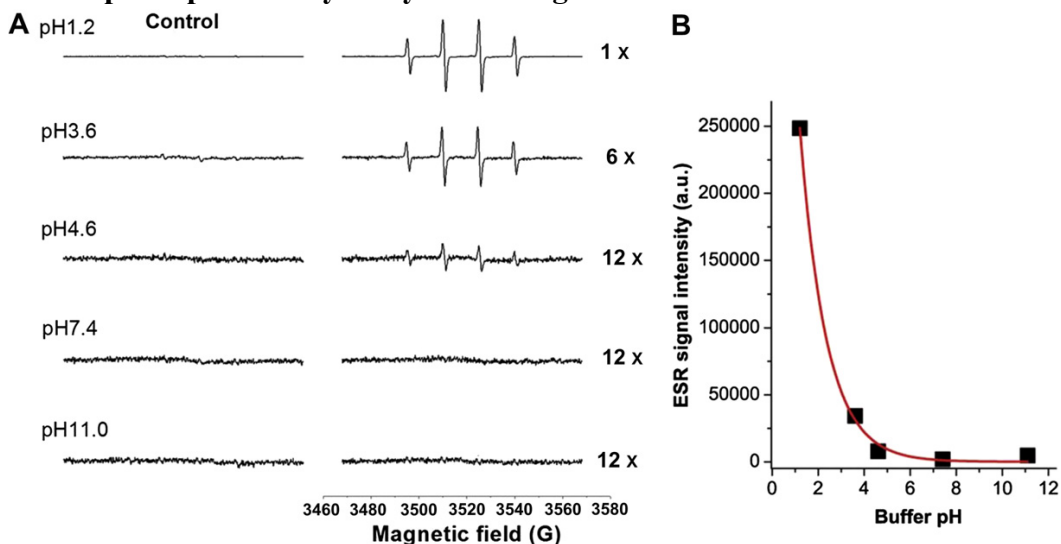 A
pH1.2
Control
1 x
pH3.6
6 x
pH4.6
12 x
pH7.4
12 x
pH11.0
12 x
3460 3480 3500 3520 3540 3560 3580
Magnetic field (G)
B
250000
200000
150000
100000
50000
0
0 2 4 6 8 10 12
ESR signal intensity (a.u.)
Buffer pH